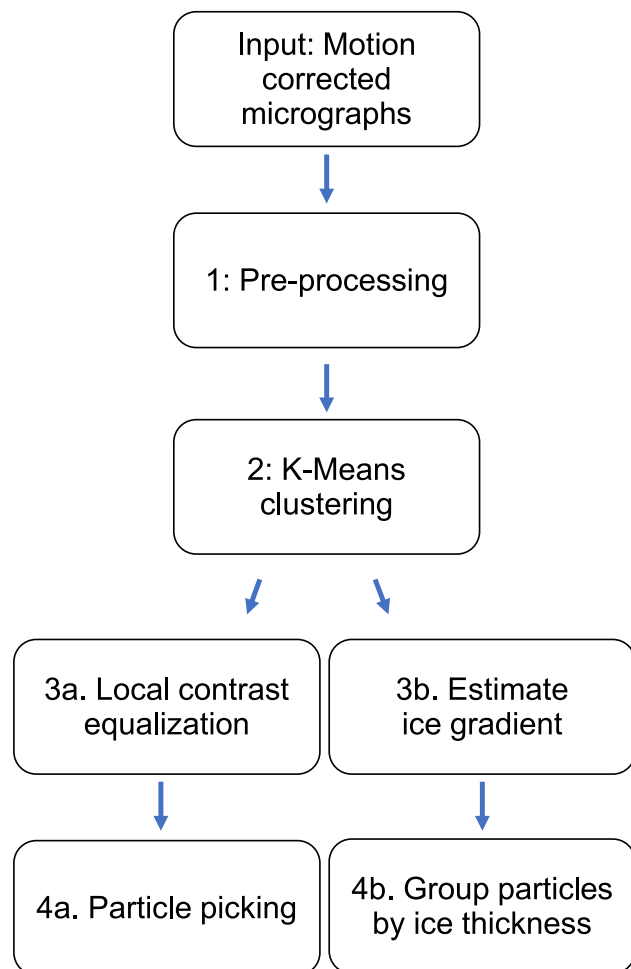 Input: Motion
corrected
micrographs
1: Pre-processing
2: K-Means
clustering
3a. Local contrast
equalization
3b. Estimate
ice gradient
4a. Particle picking
4b. Group particles
by ice thickness